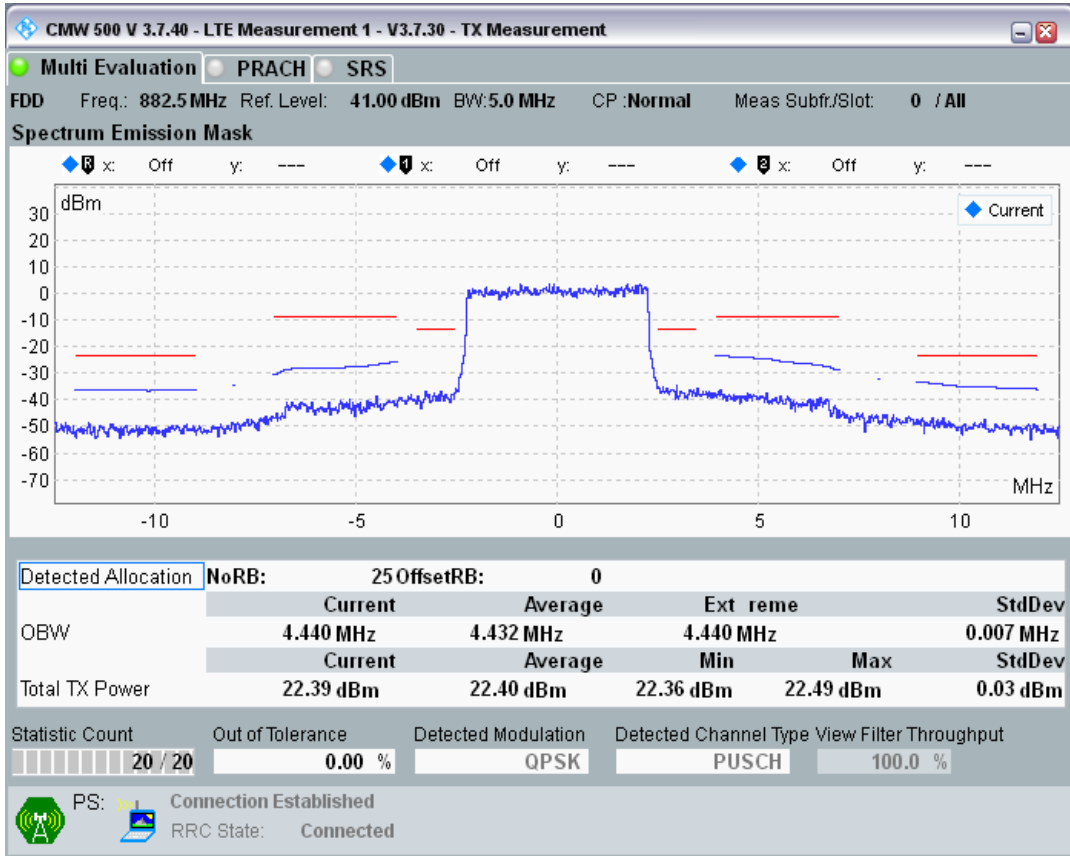 CMW 500 V 3.7.40 - LTE Measurement 1 - V3.7.30 - TX Measurement
Multi Evaluation PRACH SRS
FDD Freq.: 882.5 MHz Ref. Level: 41.00 dBm BW:5.0 MHz CP :Normal Meas Subfr./Slot: 0 / All
Spectrum Emission Mask
R x: Off y: --- 1 x: Off y: --- 2 x: Off y: ---
dBm
Current
30
20
10
0
-10
-20
-30
-40
-50
-60
-70
MHz
-10 -5 0 5 10
Detected Allocation NoRB: 25 OffsetRB: 0
Current Average Ext reme StdDev
OBW 4.440 MHz 4.432 MHz 4.440 MHz 0.007 MHz
Current Average Min Max StdDev
Total TX Power 22.39 dBm 22.40 dBm 22.36 dBm 22.49 dBm 0.03 dBm
Statistic Count Out of Tolerance Detected Modulation Detected Channel Type View Filter Throughput
20 / 20 0.00 % QPSK PUSCH 100.0 %
PS: Connection Established
RRC State: Connected